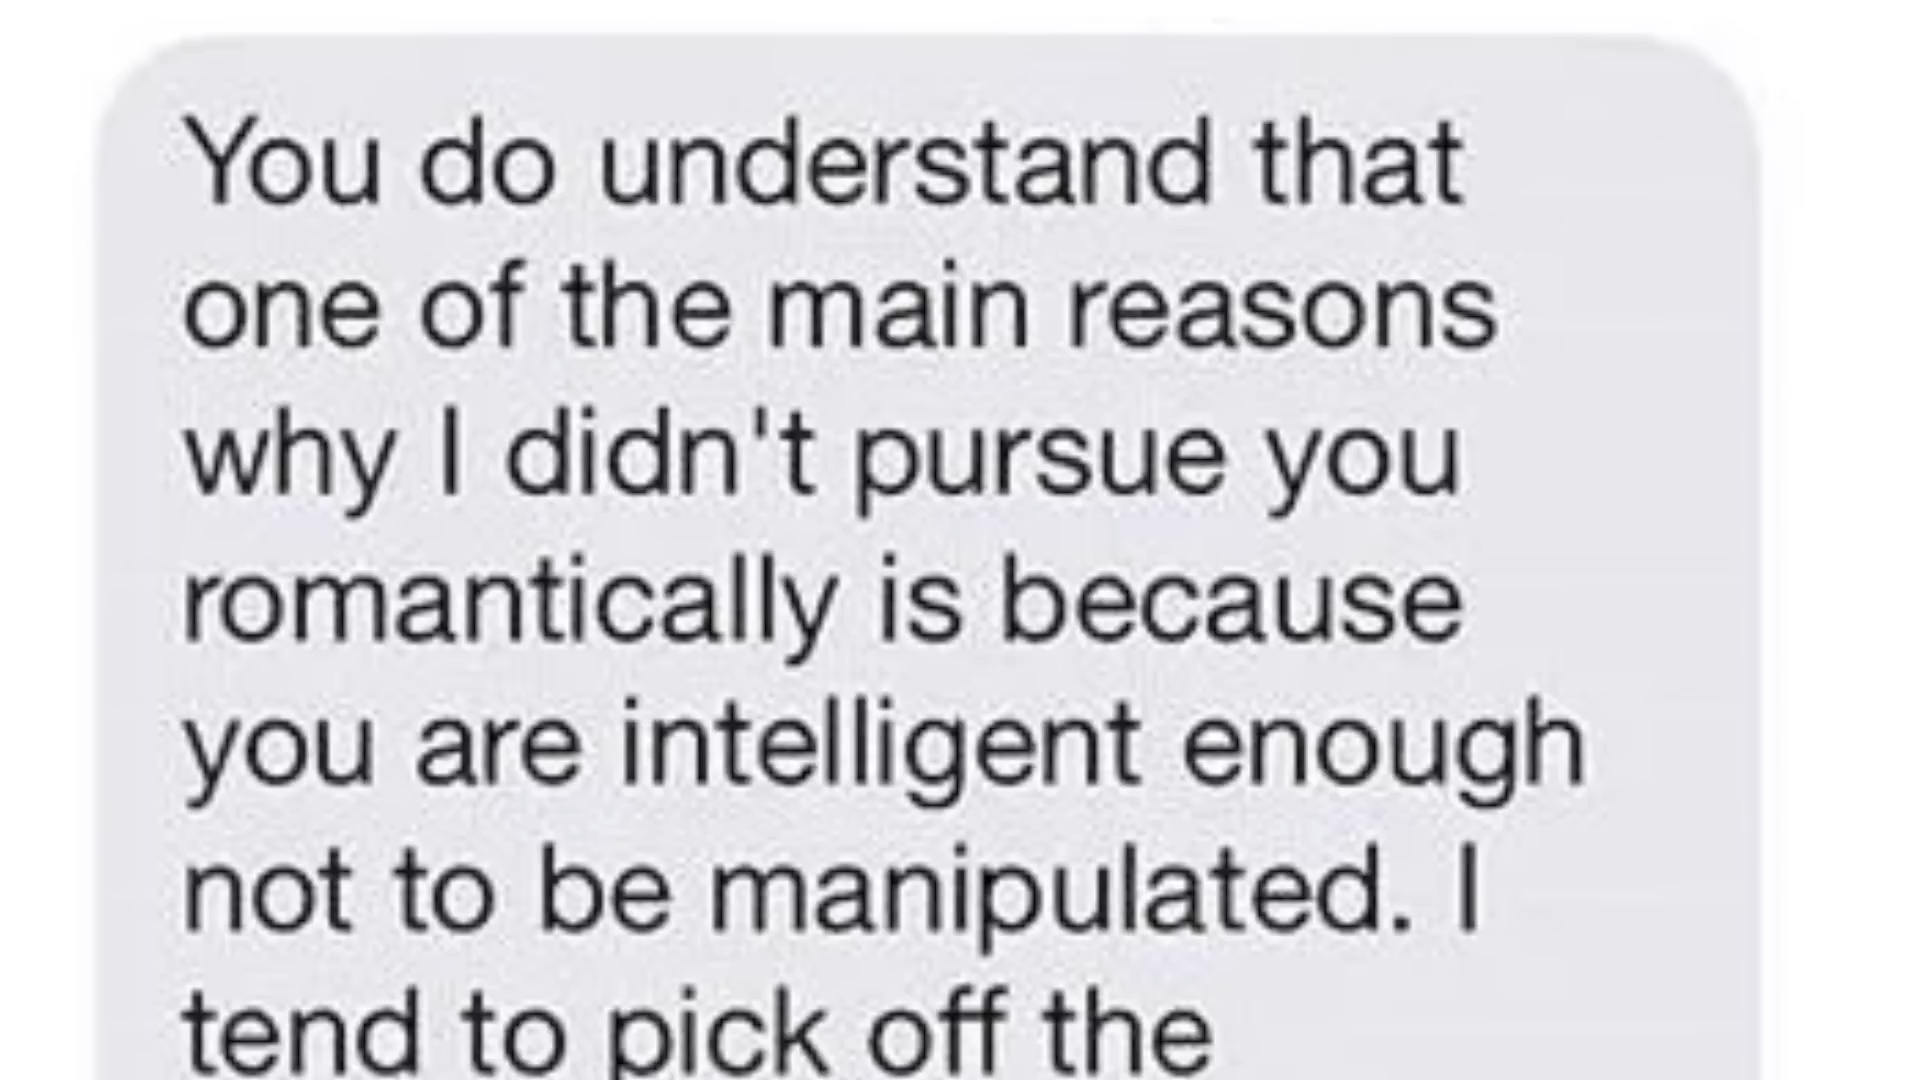 You do understand that
one of the main reasons
why I didn't pursue you
romantically is because
you are intelligent enough
not to be manipulated. I
tend to pick off the